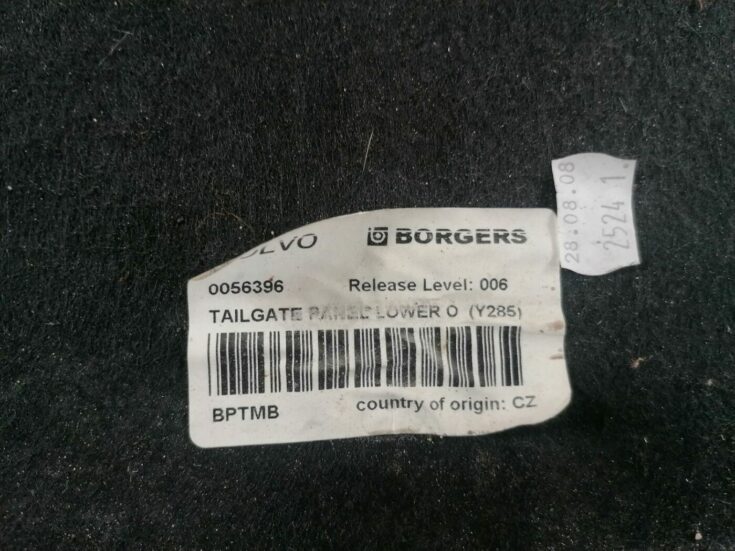 BORGERS
0056396 Release Level: 006
TAILGATE PANEL LOWER O (Y285)
BPTMB country of origin: CZ
28.08.08
2524 1.